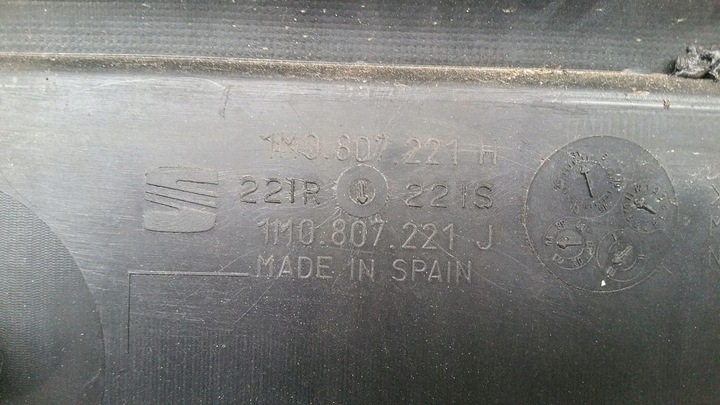 1M0.807.221 H
221R 221S
1M0.807.221 J
MADE IN SPAIN